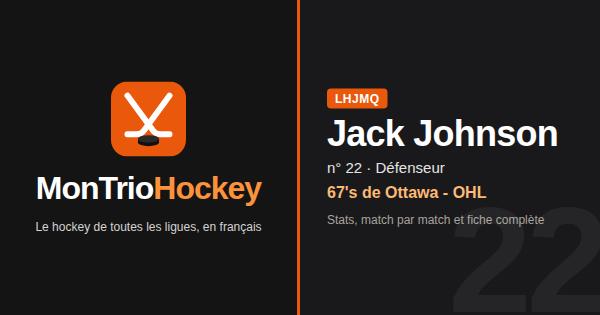 MonTrioHockey
Le hockey de toutes les ligues, en français
LHJMQ
Jack Johnson
n° 22 · Défenseur
67's de Ottawa - OHL
Stats, match par match et fiche complète
22